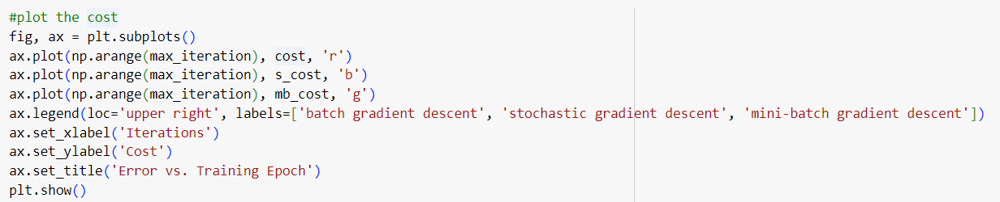 #plot the cost
fig, ax = plt.subplots()
ax.plot(np.arange(max_iteration), cost, 'r')
ax.plot(np.arange(max_iteration), s_cost, 'b')
ax.plot(np.arange(max_iteration), mb_cost, 'g')
ax.legend(loc='upper right', labels=['batch gradient descent', 'stochastic gradient descent', 'mini-batch gradient descent'])
ax.set_xlabel('Iterations')
ax.set_ylabel('Cost')
ax.set_title('Error vs. Training Epoch')
plt.show()